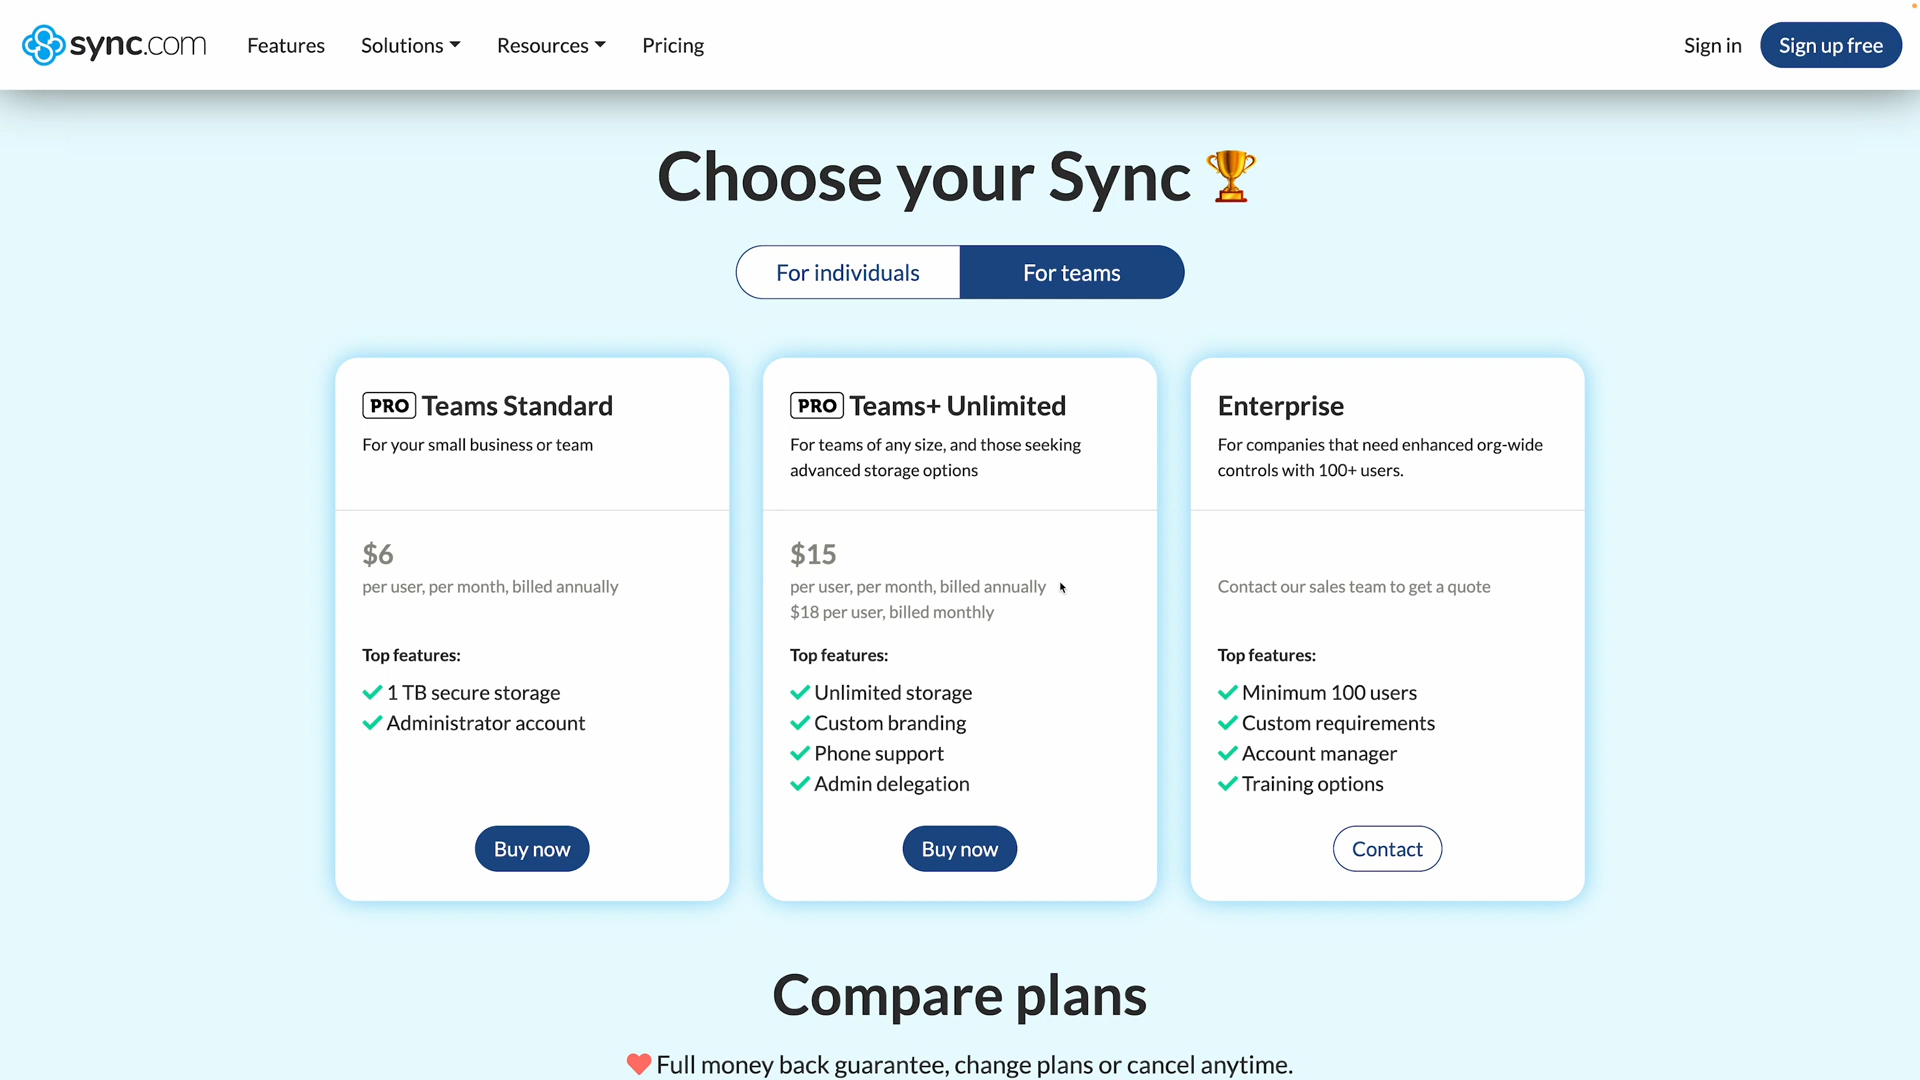 sync.com
Features
Solutions
Resources
Pricing
Sign in
Sign up free
Choose your Sync
For individuals
For teams
PRO Teams Standard
For your small business or team
$6
per user, per month, billed annually
Top features:
1 TB secure storage
Administrator account
Buy now
PRO Teams+ Unlimited
For teams of any size, and those seeking
advanced storage options
$15
per user, per month, billed annually
$18 per user, billed monthly
Top features:
Unlimited storage
Custom branding
Phone support
Admin delegation
Buy now
Enterprise
For companies that need enhanced org-wide
controls with 100+ users.
Contact our sales team to get a quote
Top features:
Minimum 100 users
Custom requirements
Account manager
Training options
Contact
Compare plans
Full money back guarantee, change plans or cancel anytime.